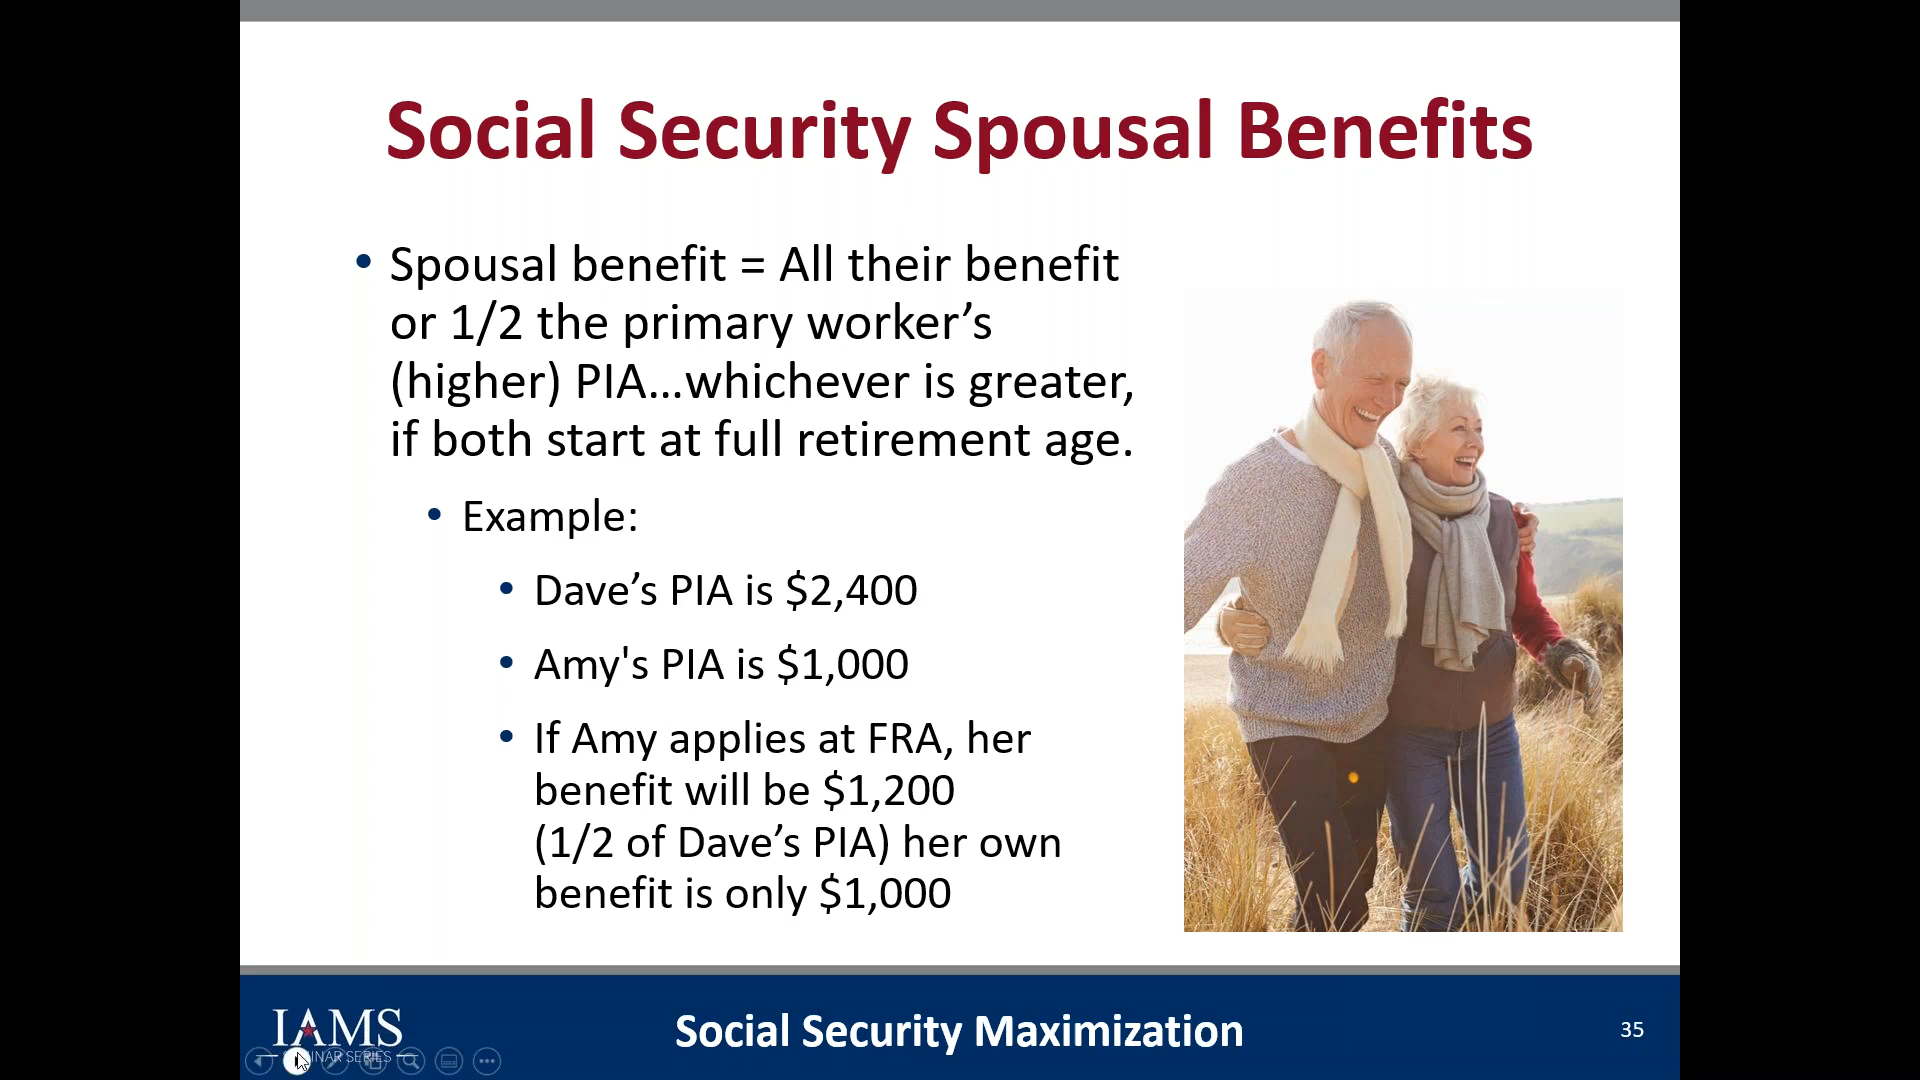 Social Security Spousal Benefits
• Spousal benefit = All their benefit
or 1/2 the primary worker’s
(higher) PIA…whichever is greater,
if both start at full retirement age.
• Example:
• Dave’s PIA is $2,400
• Amy's PIA is $1,000
• If Amy applies at FRA, her
benefit will be $1,200
(1/2 of Dave’s PIA) her own
benefit is only $1,000
IAMS
SERIES
Social Security Maximization
35